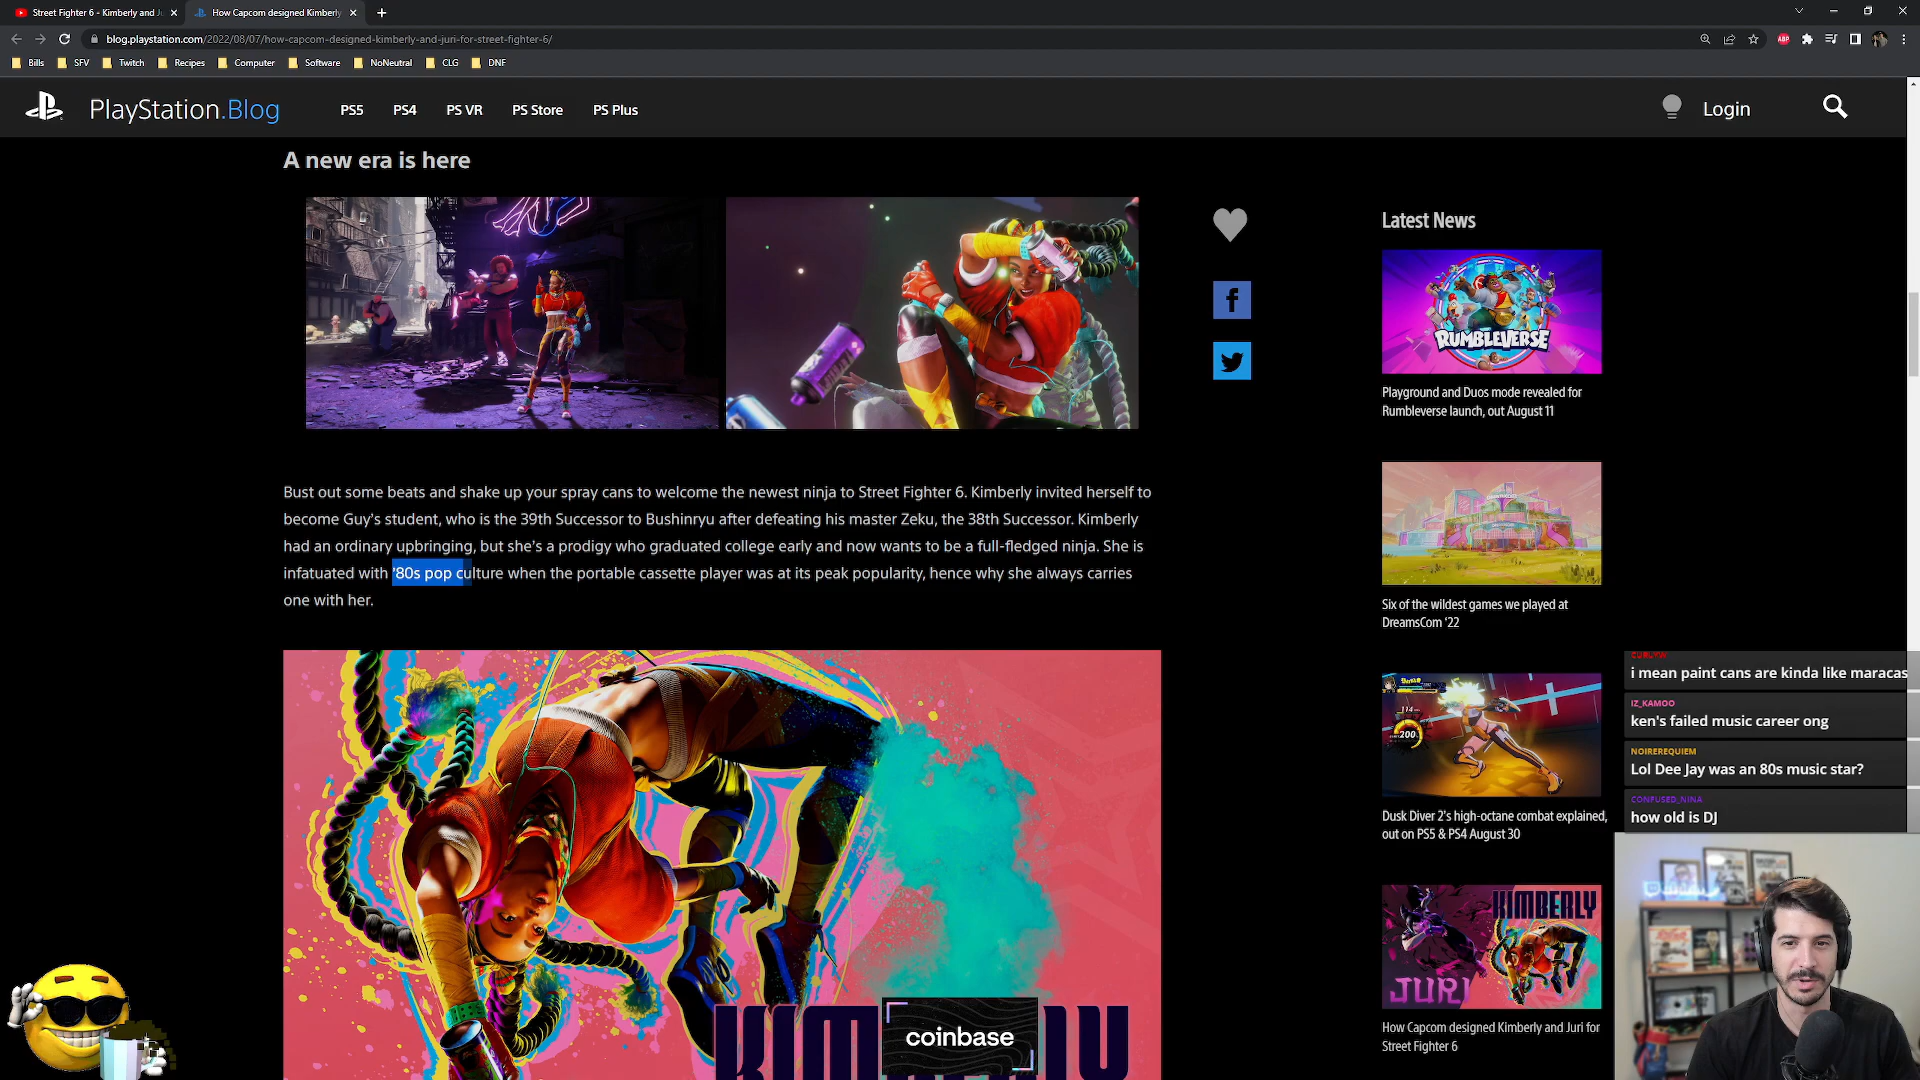 Street Fighter 6 - Kimberly and Ju
How Capcom designed Kimberly
blog.playstation.com/2022/08/07/how-capcom-designed-kimberly-and-juri-for-street-fighter-6/
ABP
Bills
SFV
Twitch
Recipes
Computer
Software
NoNeutral
CLG
DNF
PlayStation.Blog
PS5
PS4
PS VR
PS Store
PS Plus
Login
A new era is here
Latest News
RUMBLEVERSE
Playground and Duos mode revealed for
Rumbleverse launch, out August 11
Bust out some beats and shake up your spray cans to welcome the newest ninja to Street Fighter 6. Kimberly invited herself to
become Guy's student, who is the 39th Successor to Bushinryu after defeating his master Zeku, the 38th Successor. Kimberly
had an ordinary upbringing, but she's a prodigy who graduated college early and now wants to be a full-fledged ninja. She is
infatuated with '80s pop culture when the portable cassette player was at its peak popularity, hence why she always carries
one with her.
Six of the wildest games we played at
DreamsCom '22
114
200
Dusk Diver 2's high-octane combat explained,
out on PS5 & PS4 August 30
i mean paint cans are kinda like maracas
IZ_KAMOO
ken's failed music career ong
NOIREREQUIEM
Lol Dee Jay was an 80s music star?
CONFUSED_NINA
how old is DJ
KIMBERLY
JURI
How Capcom designed Kimberly and Juri for
Street Fighter 6
KIMBERLY
coinbase